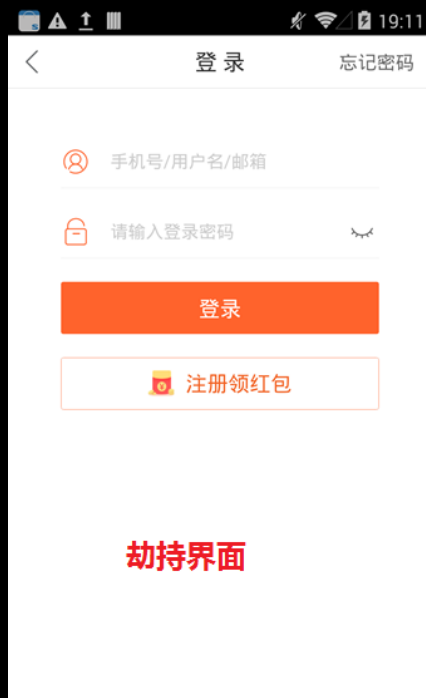 19:11
登 录
忘记密码
手机号/用户名/邮箱
请输入登录密码
登录
注册领红包
劫持界面